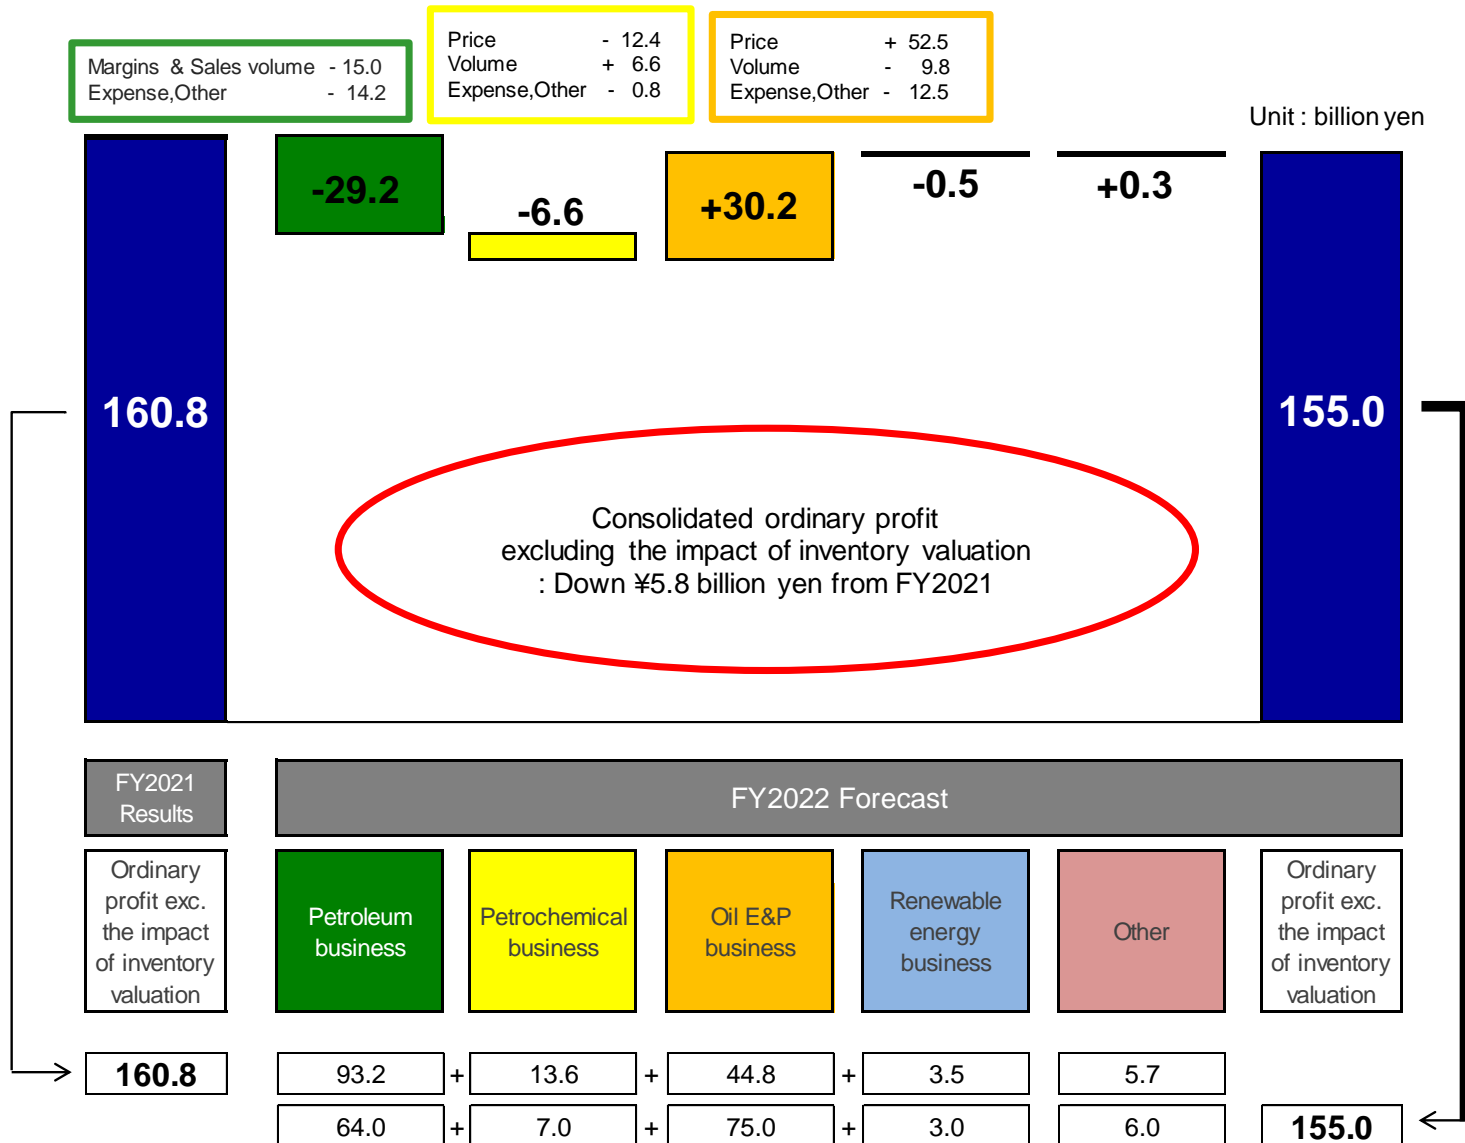 Margins & Sales volume - 15.0
Expense,Other - 14.2
Price - 12.4
Volume + 6.6
Expense,Other - 0.8
Price + 52.5
Volume - 9.8
Expense,Other - 12.5
Unit : billion yen
-29.2
-6.6
+30.2
-0.5
+0.3
160.8
155.0
Consolidated ordinary profit
excluding the impact of inventory valuation
: Down ¥5.8 billion yen from FY2021
FY2021
Results
FY2022 Forecast
Ordinary
profit exc.
the impact
of inventory
valuation
Petroleum
business
Petrochemical
business
Oil E&P
business
Renewable
energy
business
Other
Ordinary
profit exc.
the impact
of inventory
valuation
160.8 93.2 + 13.6 + 44.8 + 3.5 5.7
64.0 + 7.0 + 75.0 + 3.0 6.0 155.0